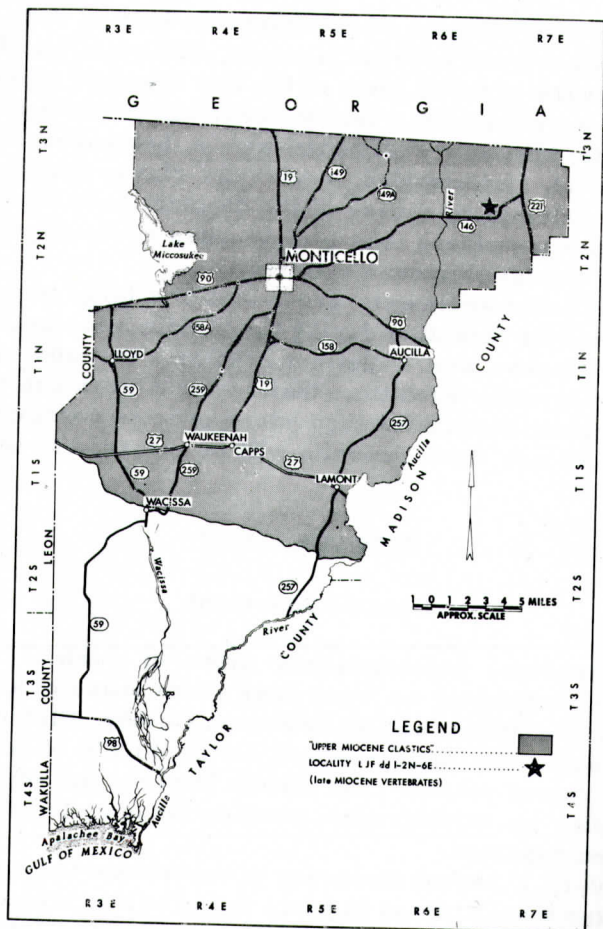 R3E R4E R5E R6E R7E
G E O R G I A
T3N
T3N
19
149
149A
River
221
146
T2N
T2N
Lake
Miccosukee
MONTICELLO
90
58A
90
158
COUNTY
COUNTY
LLOYD
AUCILLA
T1N
T1N
59
259
19
257
27
WAUKEENAH
CAPPS
27
Aucilla
LAMONT
T1S
T1S
59
259
WACISSA
MADISON
LEON
Wacissa
T2S
T2S
257
1 0 1 2 3 4 5 MILES
APPROX. SCALE
59
River
COUNTY
COUNTY
T3S
T3S
TAYLOR
98
LEGEND
"UPPER MIOCENE CLASTICS"
LOCALITY LJF dd 1-2N-6E
(late MIOCENE VERTEBRATES)
WAKULLA
T4S
T4S
Aucilla
Apalachee Bay
GULF OF MEXICO
R3E R4E R5E R6E R7E